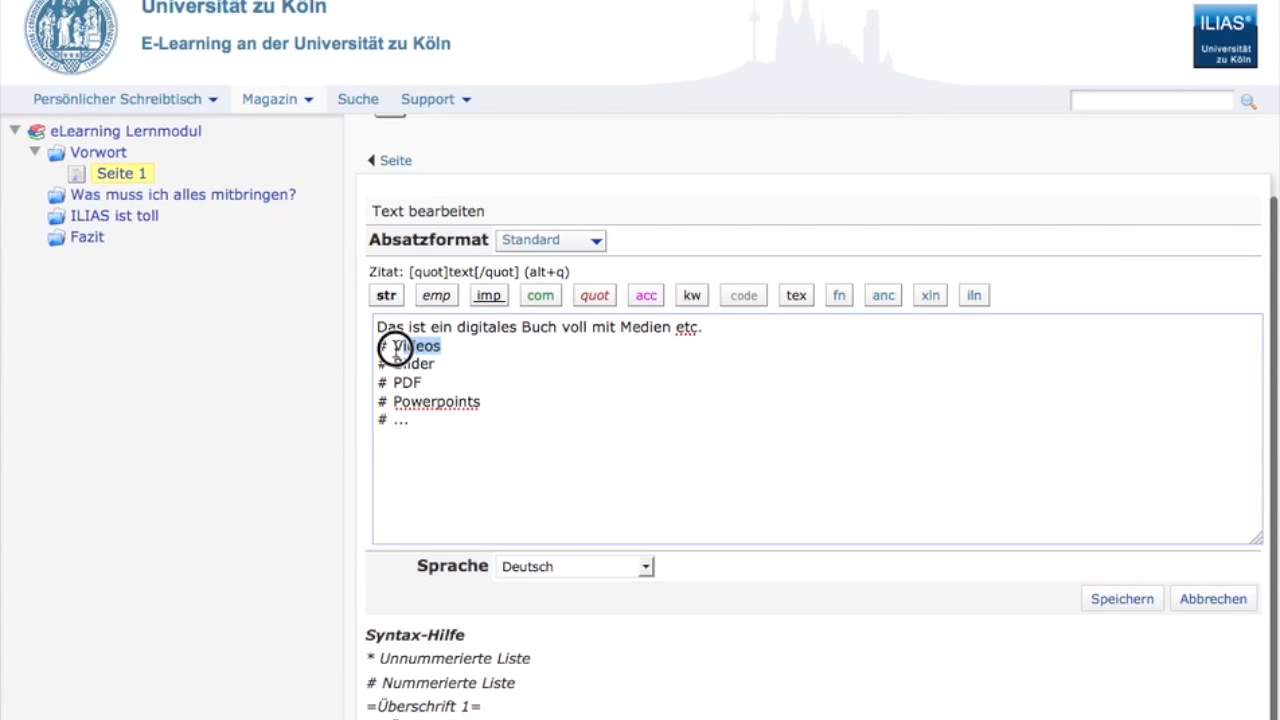 Universität zu Köln
E-Learning an der Universität zu Köln
ILIAS®
Universität
zu Köln
Persönlicher Schreibtisch Magazin Suche Support
eLearning Lernmodul
Vorwort
Seite 1
Was muss ich alles mitbringen?
ILIAS ist toll
Fazit
Seite
Text bearbeiten
Absatzformat Standard
Zitat: [quot]text[/quot] (alt+q)
str emp imp com quot acc kw code tex fn anc xln iln
Das ist ein digitales Buch voll mit Medien etc.
# Videos
# Bilder
# PDF
# Powerpoints
# ...
Sprache Deutsch
Speichern Abbrechen
Syntax-Hilfe
* Unnummerierte Liste
# Nummerierte Liste
=Überschrift 1=